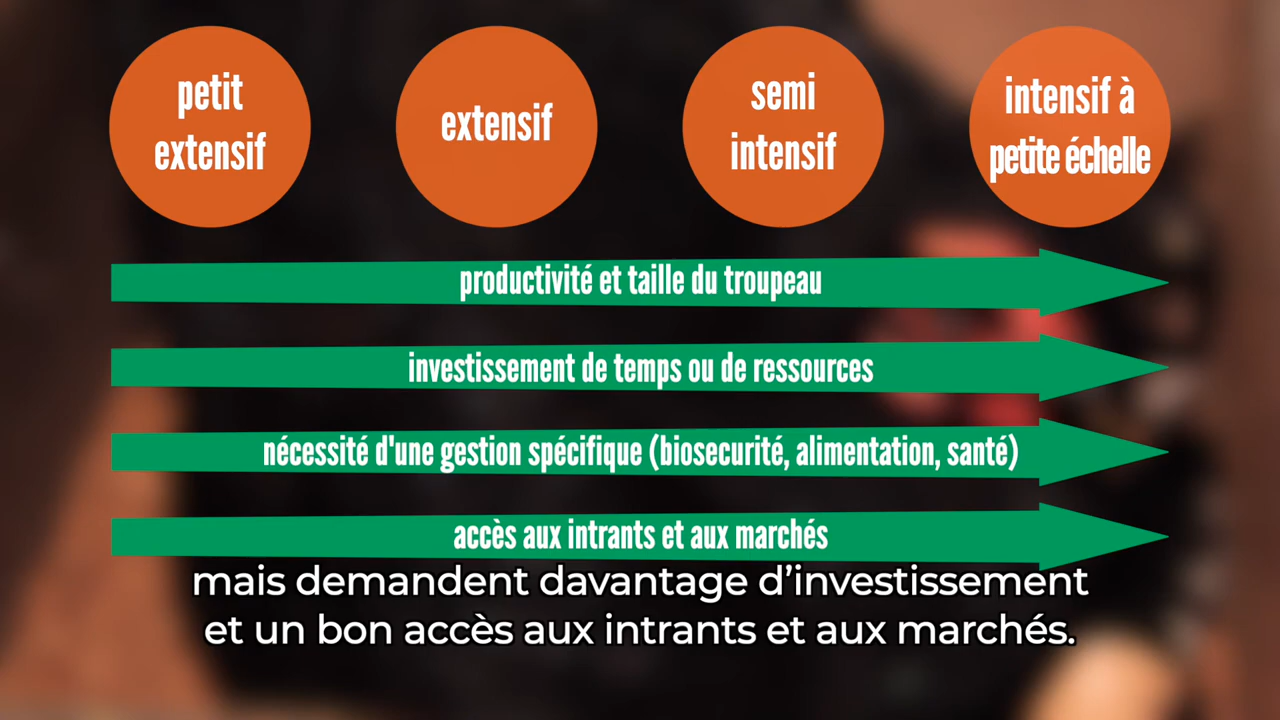 petit
extensif
extensif
semi
intensif
intensif à
petite échelle
productivité et taille du troupeau
investissement de temps ou de ressources
nécessité d'une gestion spécifique (biosecurité, alimentation, santé)
accès aux intrants et aux marchés
mais demandent davantage d’investissement
et un bon accès aux intrants et aux marchés.